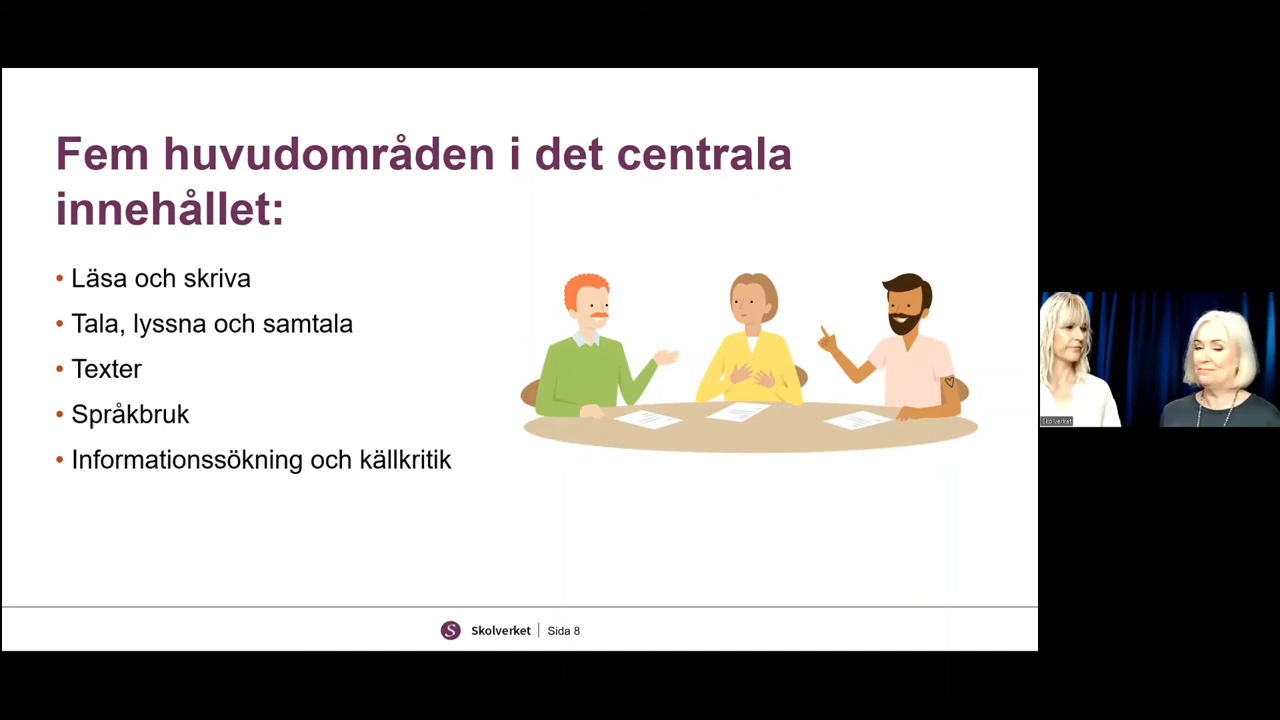 Fem huvudområden i det centrala
innehållet:
• Läsa och skriva
• Tala, lyssna och samtala
• Texter
• Språkbruk
• Informationssökning och källkritik
S Skolverket | Sida 8
Skolverket